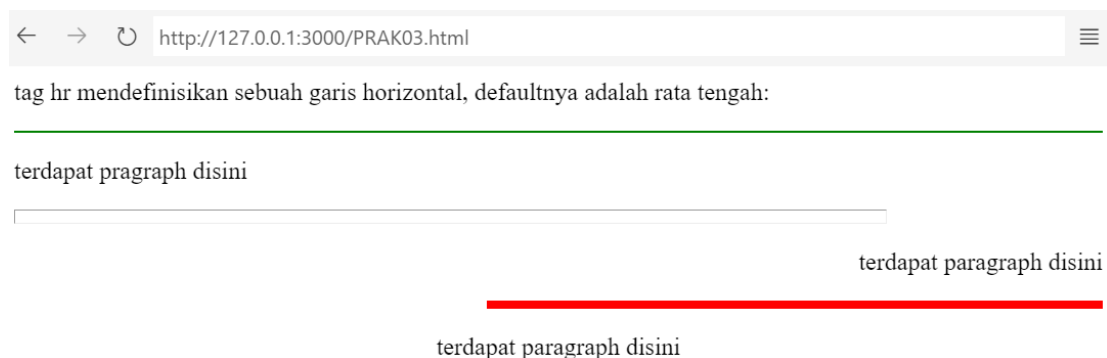 http://127.0.0.1:3000/PRAK03.html
tag hr mendefinisikan sebuah garis horizontal, defaultnya adalah rata tengah:
terdapat pragraph disini
terdapat paragraph disini
terdapat paragraph disini